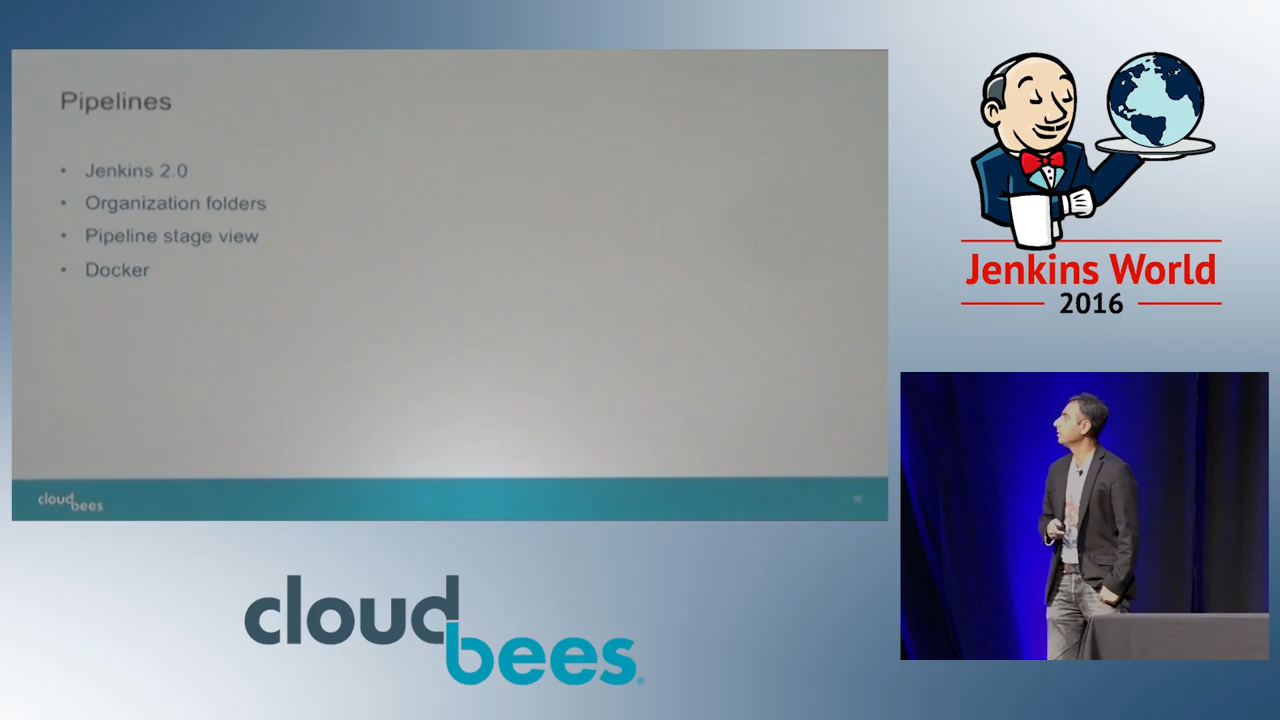 Pipelines
• Jenkins 2.0
• Organization folders
• Pipeline stage view
• Docker
cloudbees
Jenkins World
2016
cloudbees